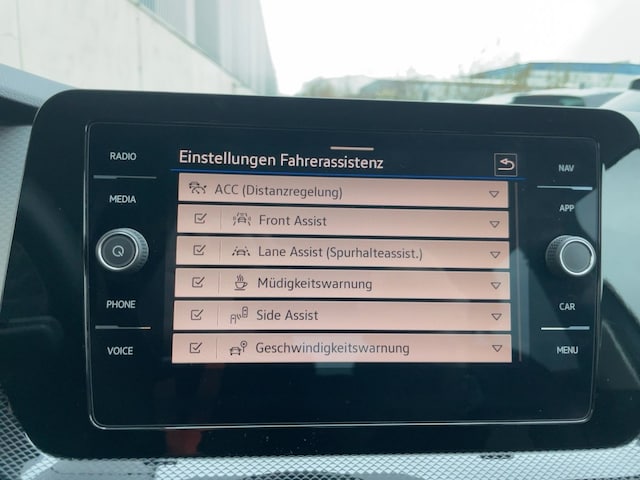 RADIO
MEDIA
PHONE
VOICE
Einstellungen Fahrerassistenz
ACC (Distanzregelung)
Front Assist
Lane Assist (Spurhalteassist.)
Müdigkeitswarnung
Side Assist
Geschwindigkeitswarnung
NAV
APP
CAR
MENU